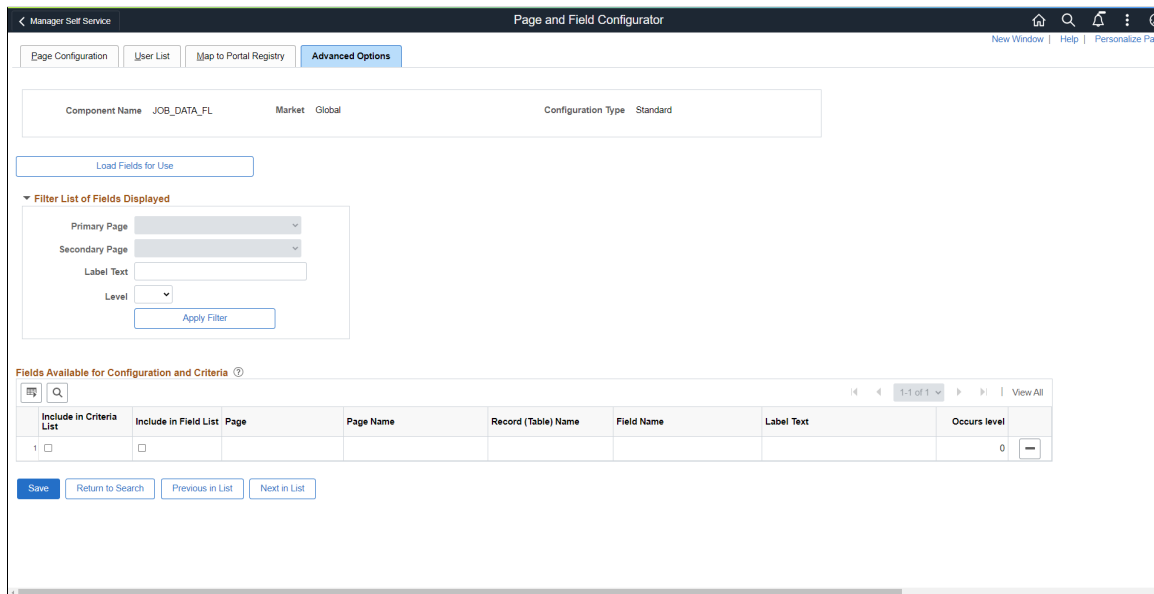 Manager Self Service
Page and Field Configurator
New Window | Help | Personalize Pa
Page Configuration
User List
Map to Portal Registry
Advanced Options
Component Name JOB_DATA_FL Market Global Configuration Type Standard
Load Fields for Use
Filter List of Fields Displayed
Primary Page
Secondary Page
Label Text
Level
Apply Filter
Fields Available for Configuration and Criteria ?
1-1 of 1 | View All
Include in Criteria List Include in Field List Page Page Name Record (Table) Name Field Name Label Text Occurs level
1 0
Save Return to Search Previous in List Next in List